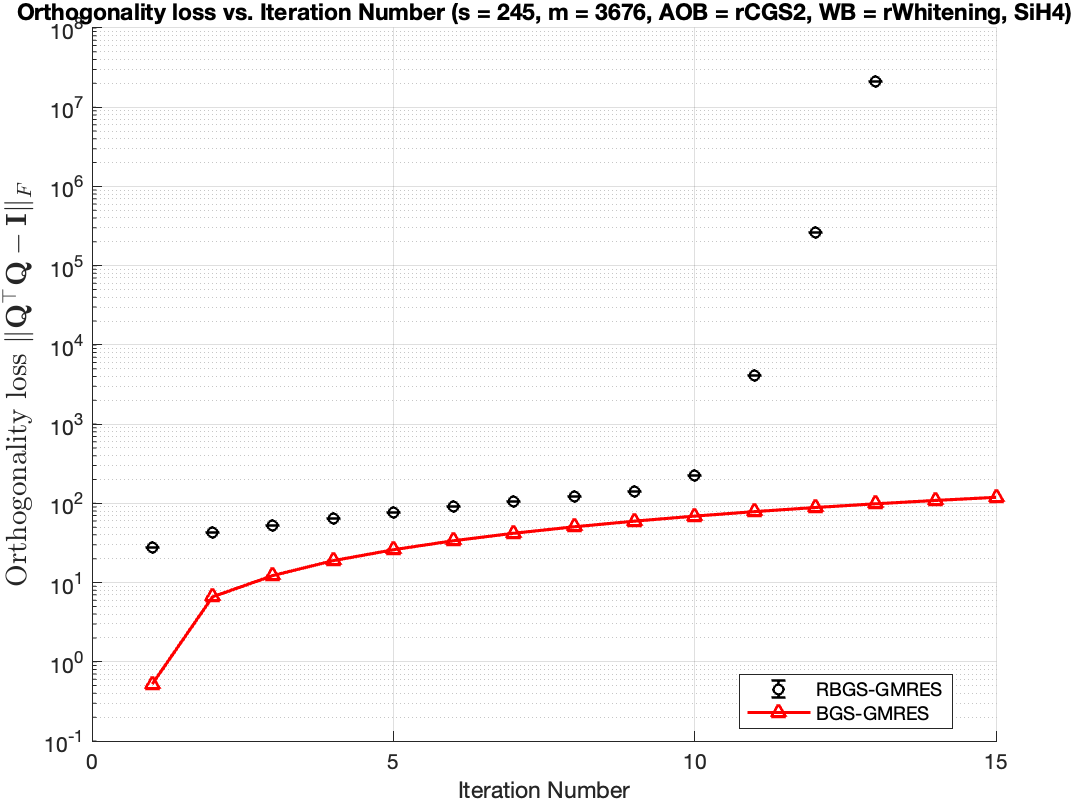 Orthogonality loss vs. Iteration Number (s = 245, m = 3676, AOB = rCGS2, WB = rWhitening, SiH4)
10^8
10^7
10^6
10^5
10^4
10^3
10^2
10^1
10^0
10^-1
Orthogonality loss ||Q^⊤Q − I||_F
0
5
10
15
Iteration Number
RBGS-GMRES
BGS-GMRES